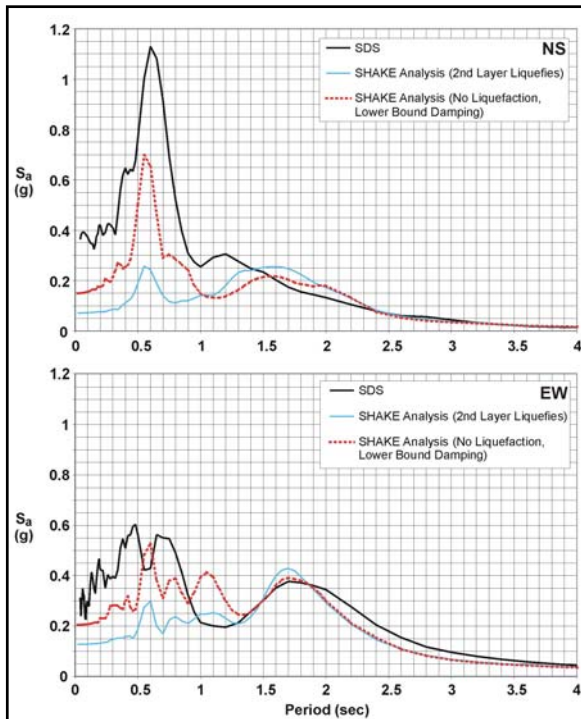 NS
SDS
SHAKE Analysis (2nd Layer Liquefies)
SHAKE Analysis (No Liquefaction,
Lower Bound Damping)
Sa
(g)
1.2
1
0.8
0.6
0.4
0.2
0
0 0.5 1 1.5 2 2.5 3 3.5 4
EW
SDS
SHAKE Analysis (2nd Layer Liquefies)
SHAKE Analysis (No Liquefaction,
Lower Bound Damping)
Sa
(g)
1.2
1
0.8
0.6
0.4
0.2
0
0 0.5 1 1.5 2 2.5 3 3.5 4
Period (sec)